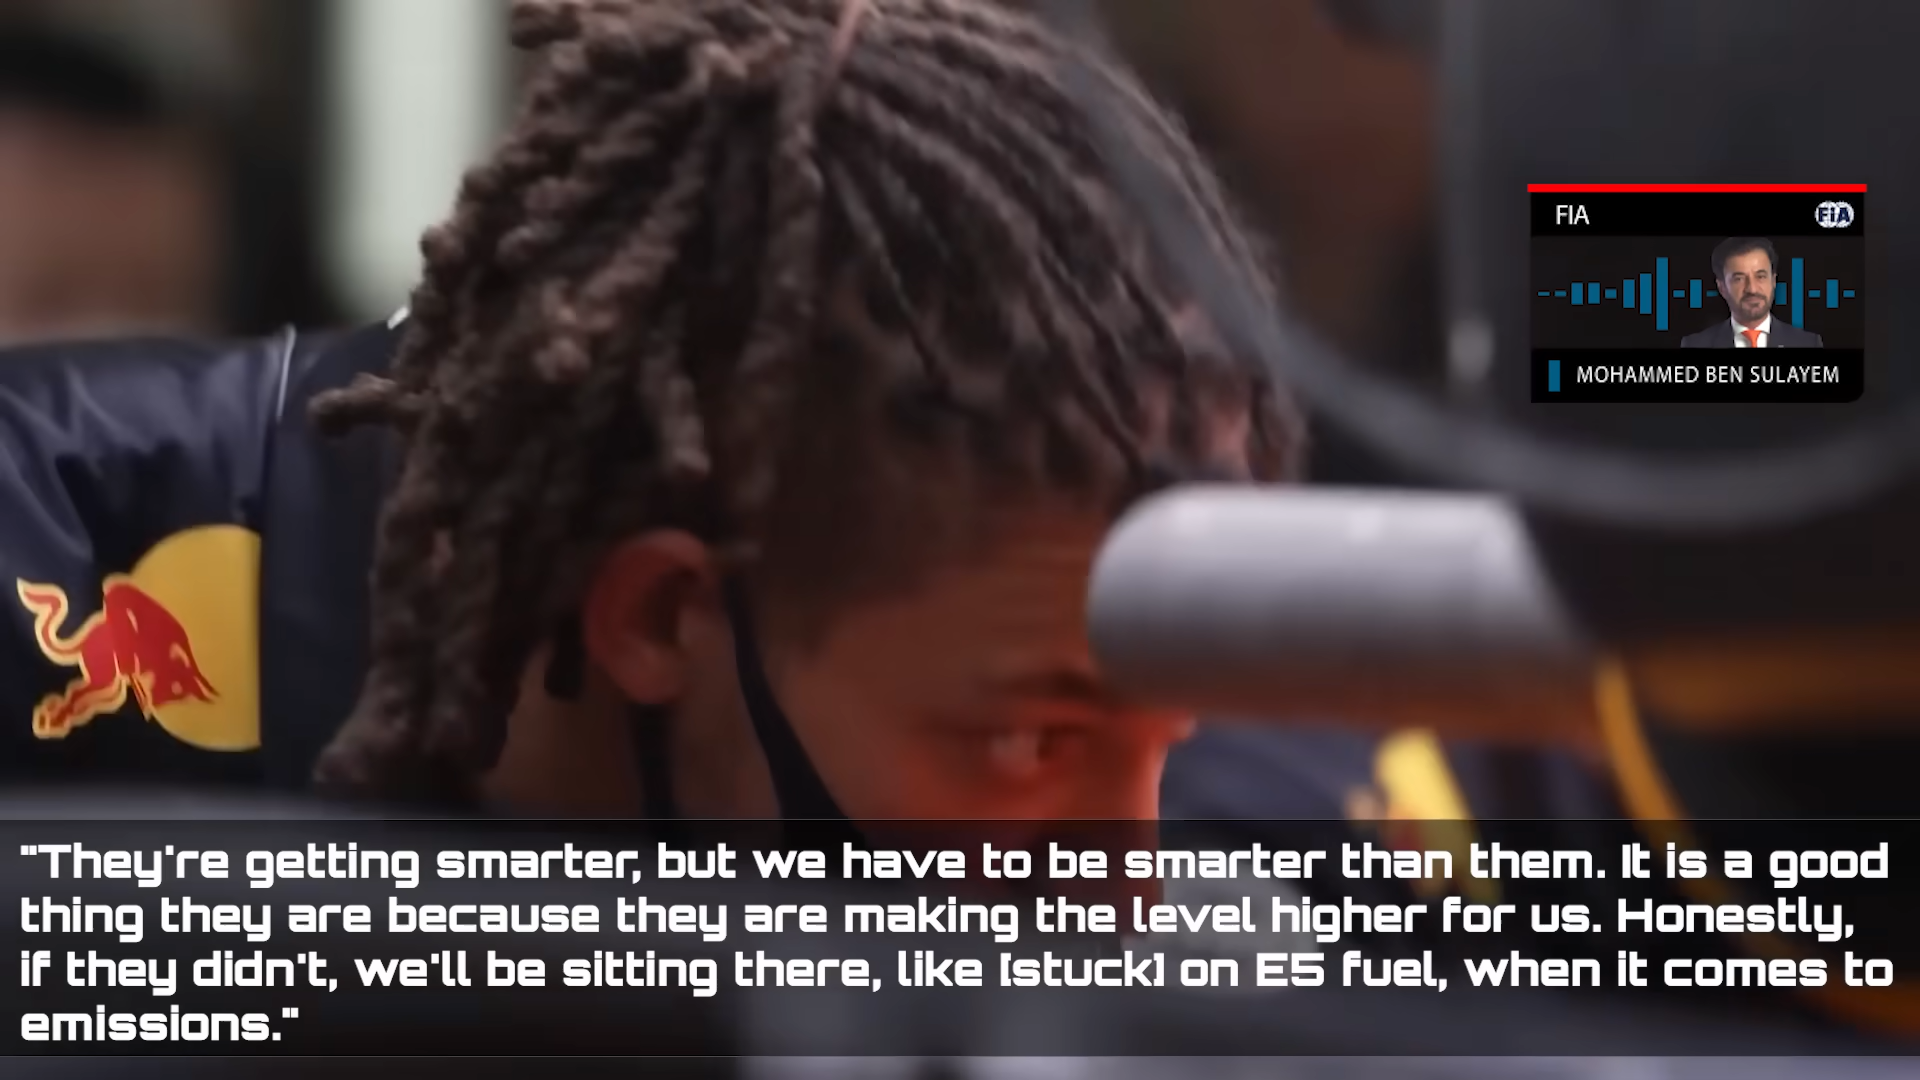 FIA
FiA
MOHAMMED BEN SULAYEM
"They're getting smarter, but we have to be smarter than them. It is a good
thing they are because they are making the level higher for us. Honestly,
if they didn't, we'll be sitting there, like [stuck] on E5 fuel, when it comes to
emissions."